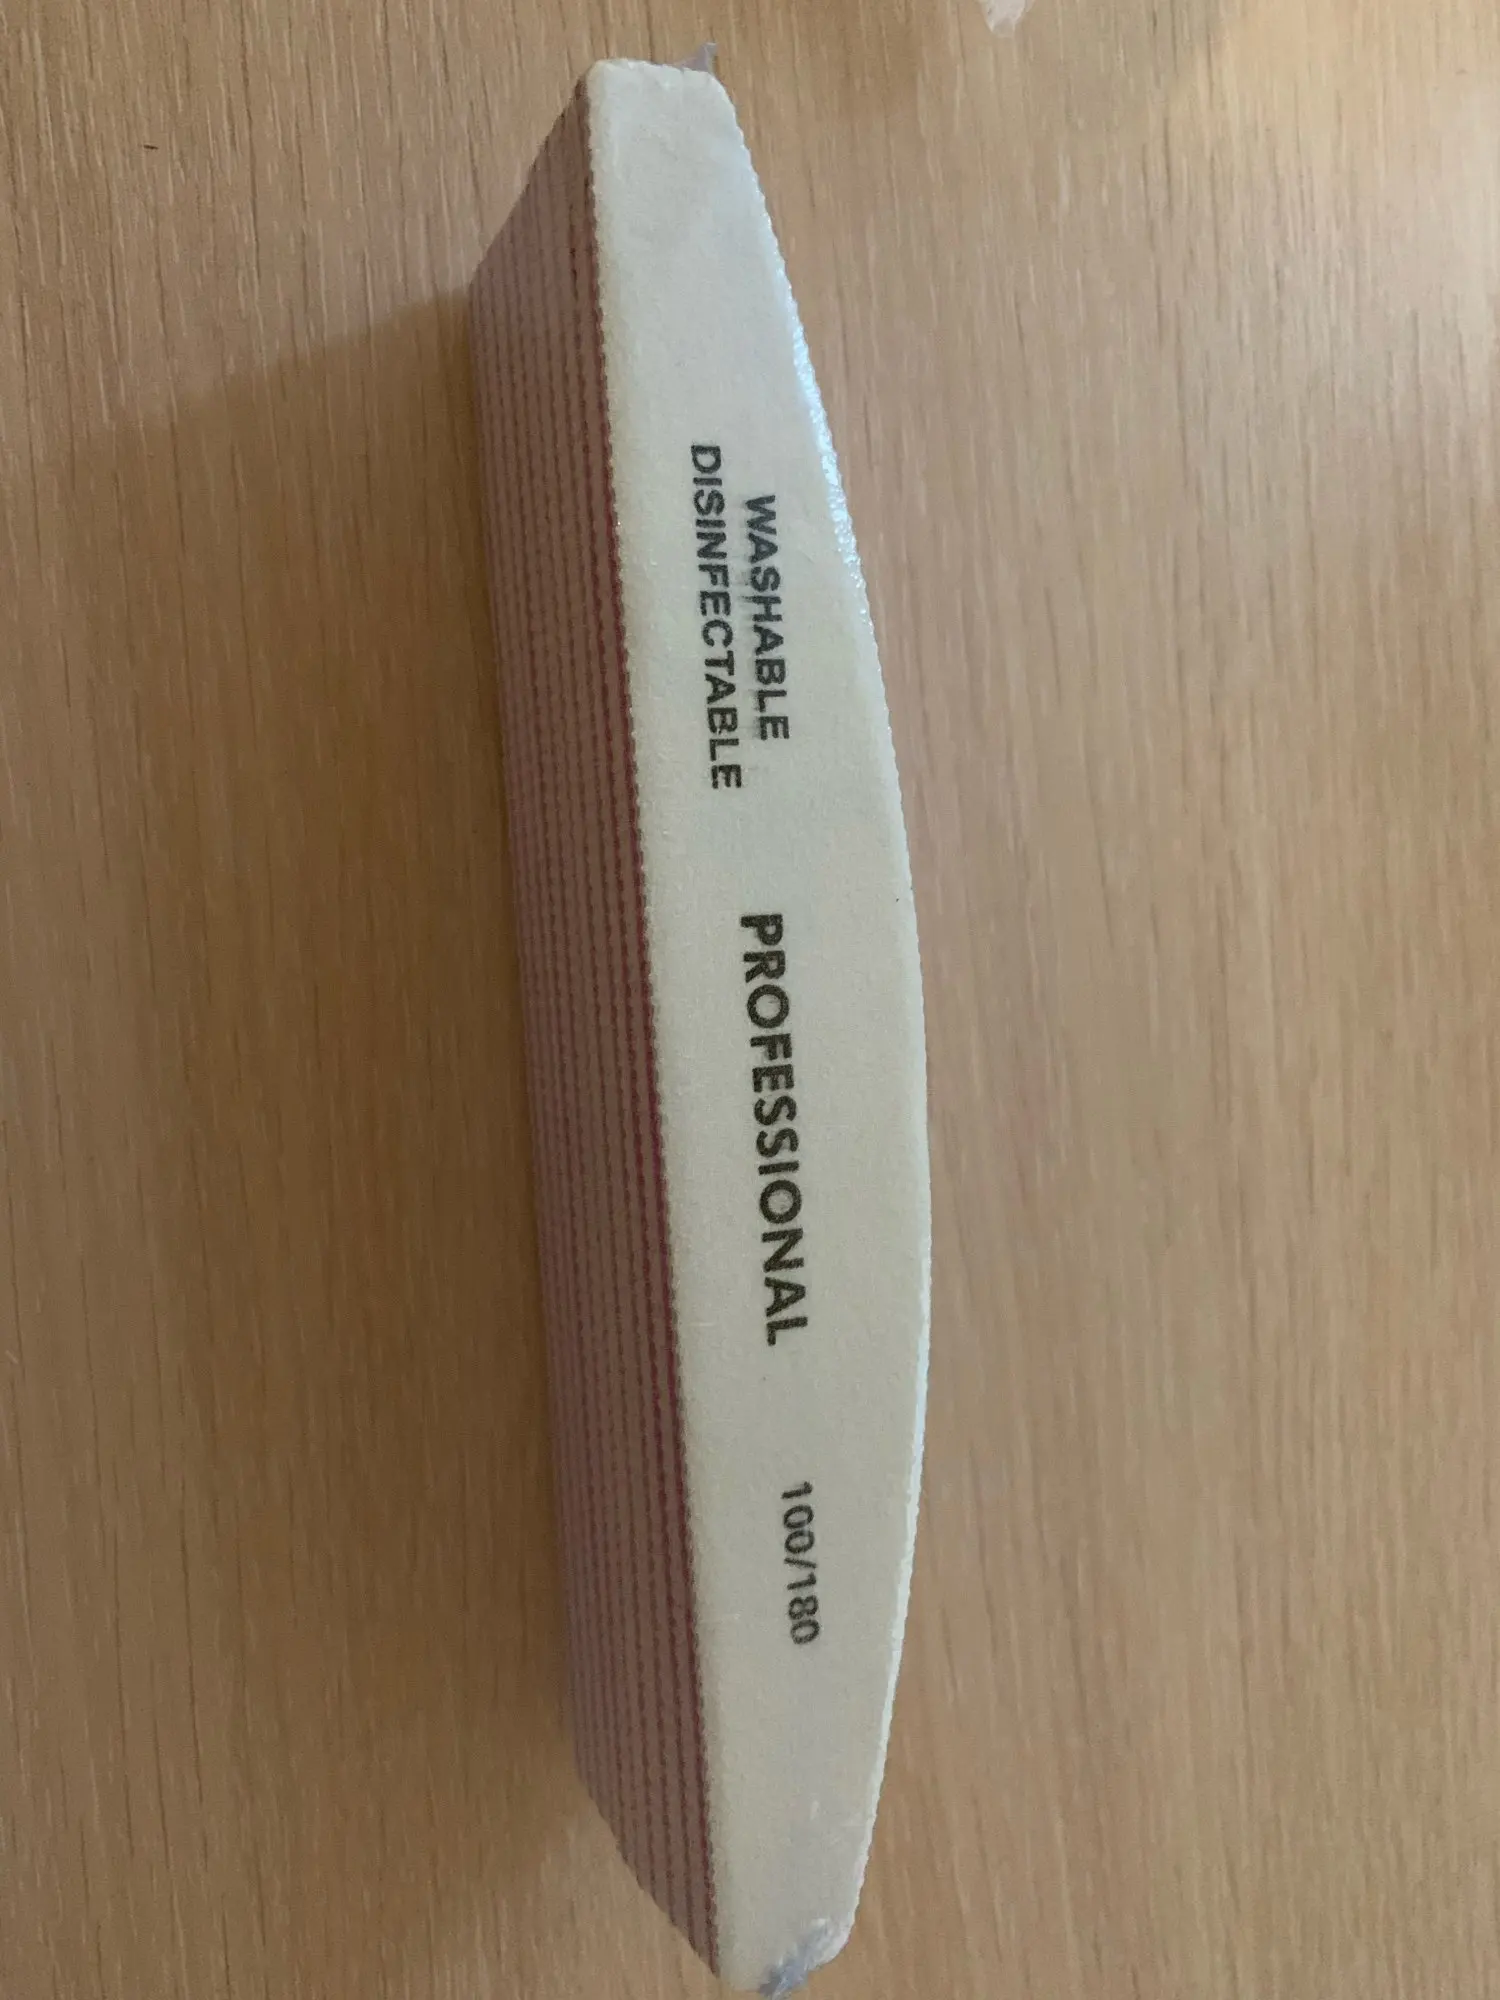 WASHABLE
DISINFECTABLE
PROFESSIONAL
100/180